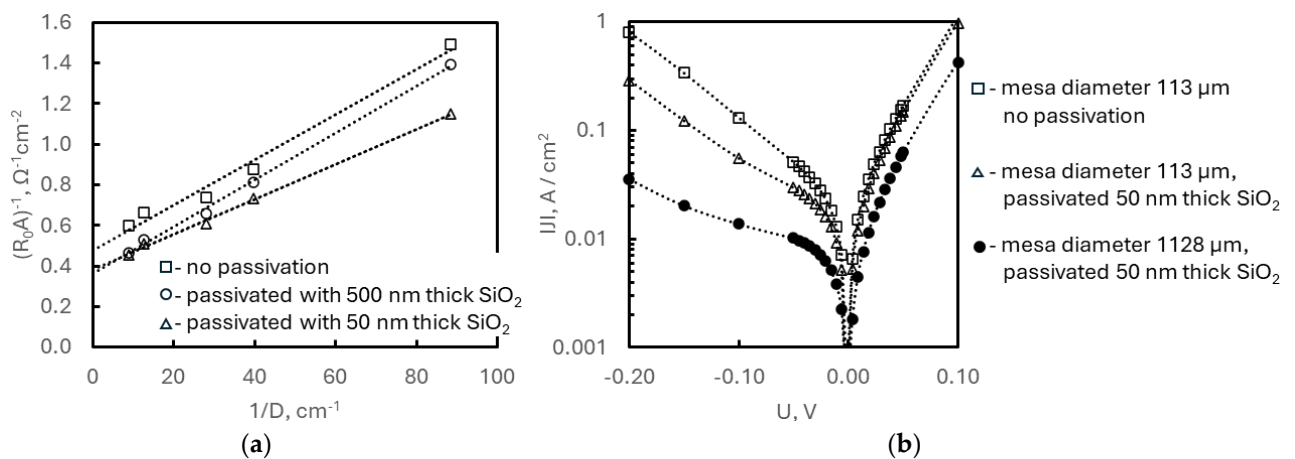 1.6
1.4
1.2
1.0
0.8
0.6
0.4
0.2
0.0
(R₀A)⁻¹, Ω⁻¹cm⁻²
- no passivation
- passivated with 500 nm thick SiO₂
- passivated with 50 nm thick SiO₂
0 20 40 60 80 100
1/D, cm⁻¹
(a)
1
0.1
0.01
0.001
|J|, A / cm²
-0.20 -0.10 0.00 0.10
U, V
(b)
- mesa diameter 113 µm
no passivation
- mesa diameter 113 µm,
passivated 50 nm thick SiO₂
- mesa diameter 1128 µm,
passivated 50 nm thick SiO₂